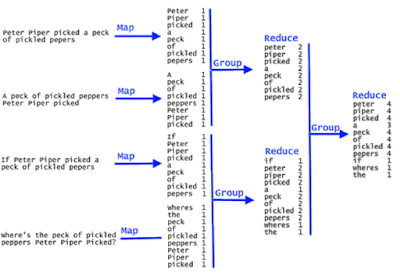 Peter Piper picked a peck
of pickled pepers
Map
Peter 1
Piper 1
picked 1
a 1
peck 1
of 1
pickled 1
pepers 1
A peck of pickled peppers
Peter Piper picked
Map
A 1
peck 1
of 1
pickled 1
peppers 1
Peter 1
Piper 1
picked 1
If Peter Piper picked a
peck of pickled pepers
Map
If 1
Peter 1
Piper 1
picked 1
a 1
peck 1
of 1
pickled 1
pepers 1
Where's the peck of pickled
peppers Peter Piper Picked?
Map
wheres 1
the 1
peck 1
of 1
pickled 1
peppers 1
Peter 1
Piper 1
picked 1
Group
Reduce
peter 2
piper 2
picked 2
a 2
peck 2
of 2
pickled 2
pepers 2
Group
Reduce
if 1
peter 2
piper 2
picked 2
a 1
peck 2
of 2
pickled 2
pepers 2
wheres 1
the 1
Group
Reduce
peter 4
piper 4
picked 4
a 3
peck 4
of 4
pickled 4
pepers 4
if 1
wheres 1
the 1